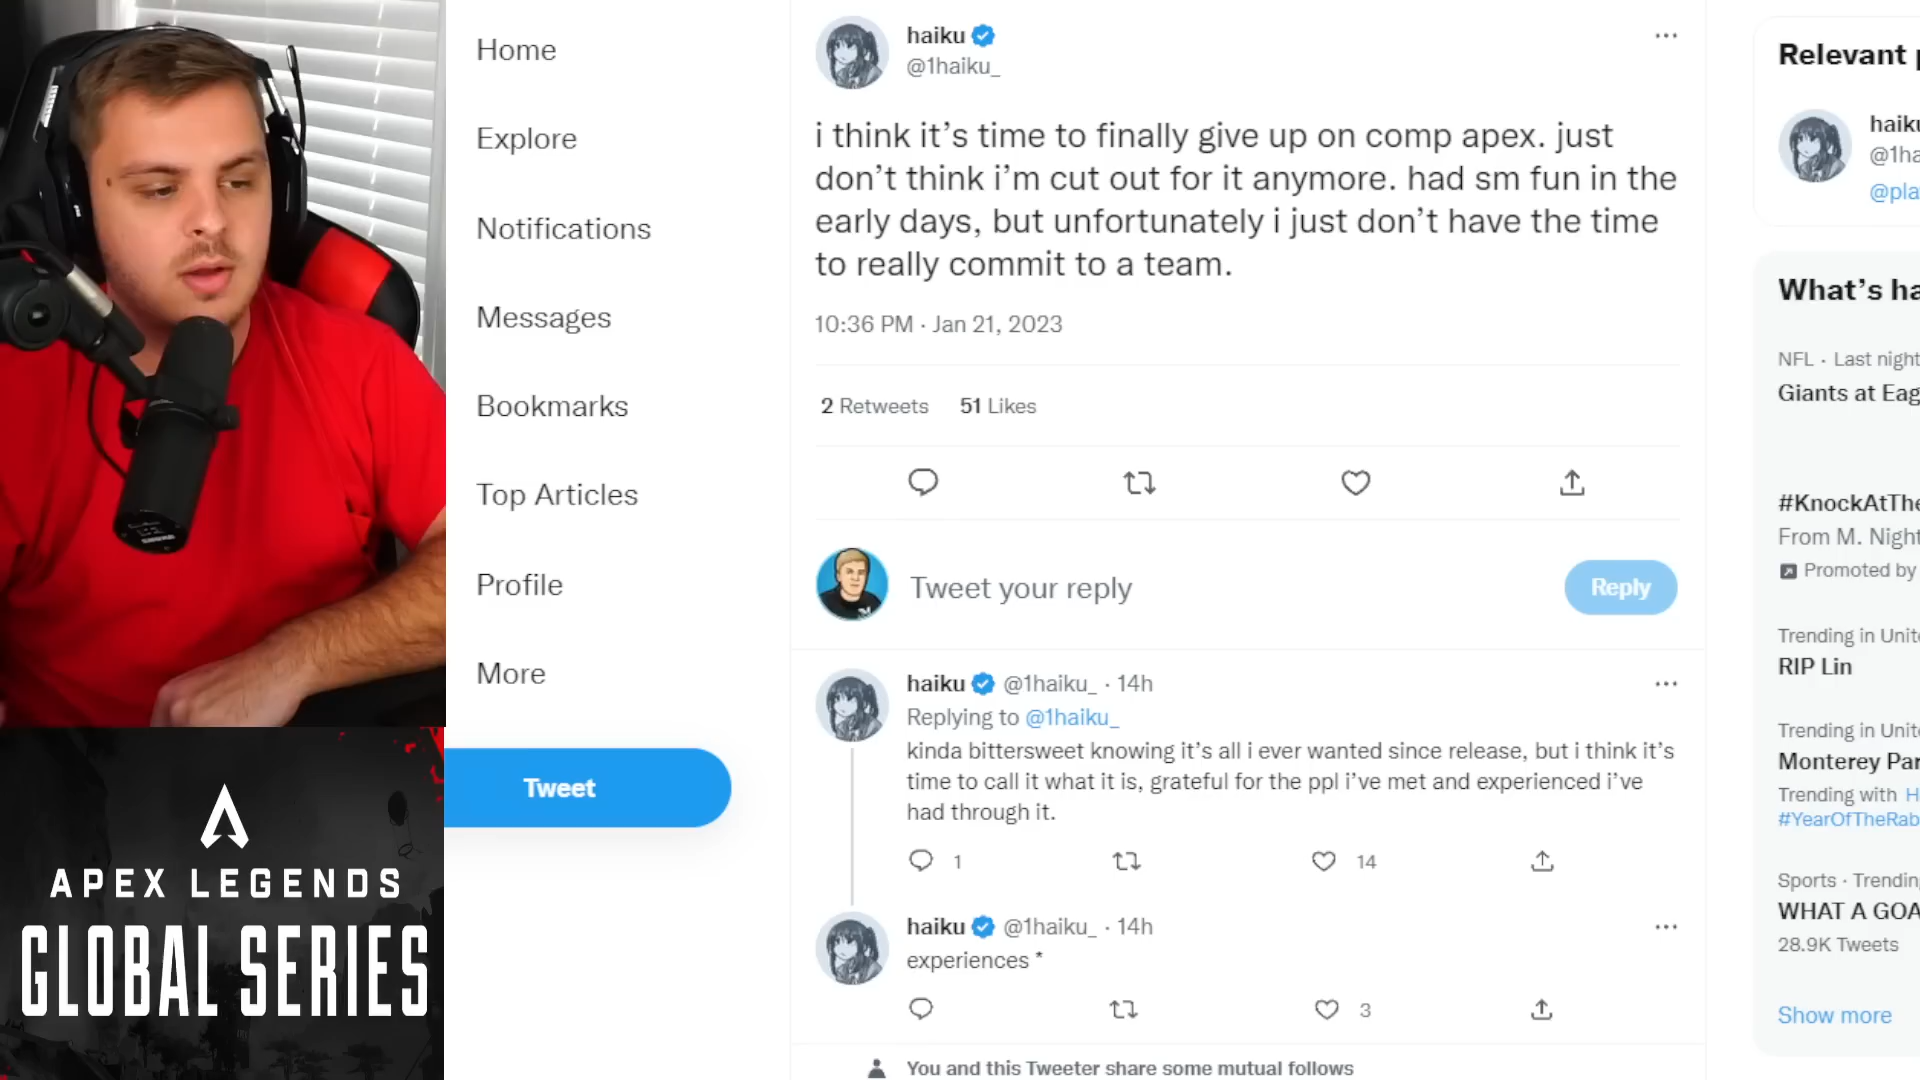 Home
Explore
Notifications
Messages
Bookmarks
Top Articles
Profile
More
Tweet
haiku
@1haiku_
i think it’s time to finally give up on comp apex. just
don’t think i’m cut out for it anymore. had sm fun in the
early days, but unfortunately i just don’t have the time
to really commit to a team.
10:36 PM · Jan 21, 2023
2 Retweets 51 Likes
Tweet your reply
Reply
haiku @1haiku_ · 14h
Replying to @1haiku_
kinda bittersweet knowing it’s all i ever wanted since release, but i think it’s
time to call it what it is, grateful for the ppl i’ve met and experienced i’ve
had through it.
1 14
haiku @1haiku_ · 14h
experiences *
3
You and this Tweeter share some mutual follows
Relevant p
haiku
@1ha
@pla
What’s ha
NFL · Last night
Giants at Eag
#KnockAtThe
From M. Night
Promoted by
Trending in Unite
RIP Lin
Trending in Unite
Monterey Par
Trending with H
#YearOfTheRab
Sports · Trending
WHAT A GOA
28.9K Tweets
Show more
APEX LEGENDS
GLOBAL SERIES